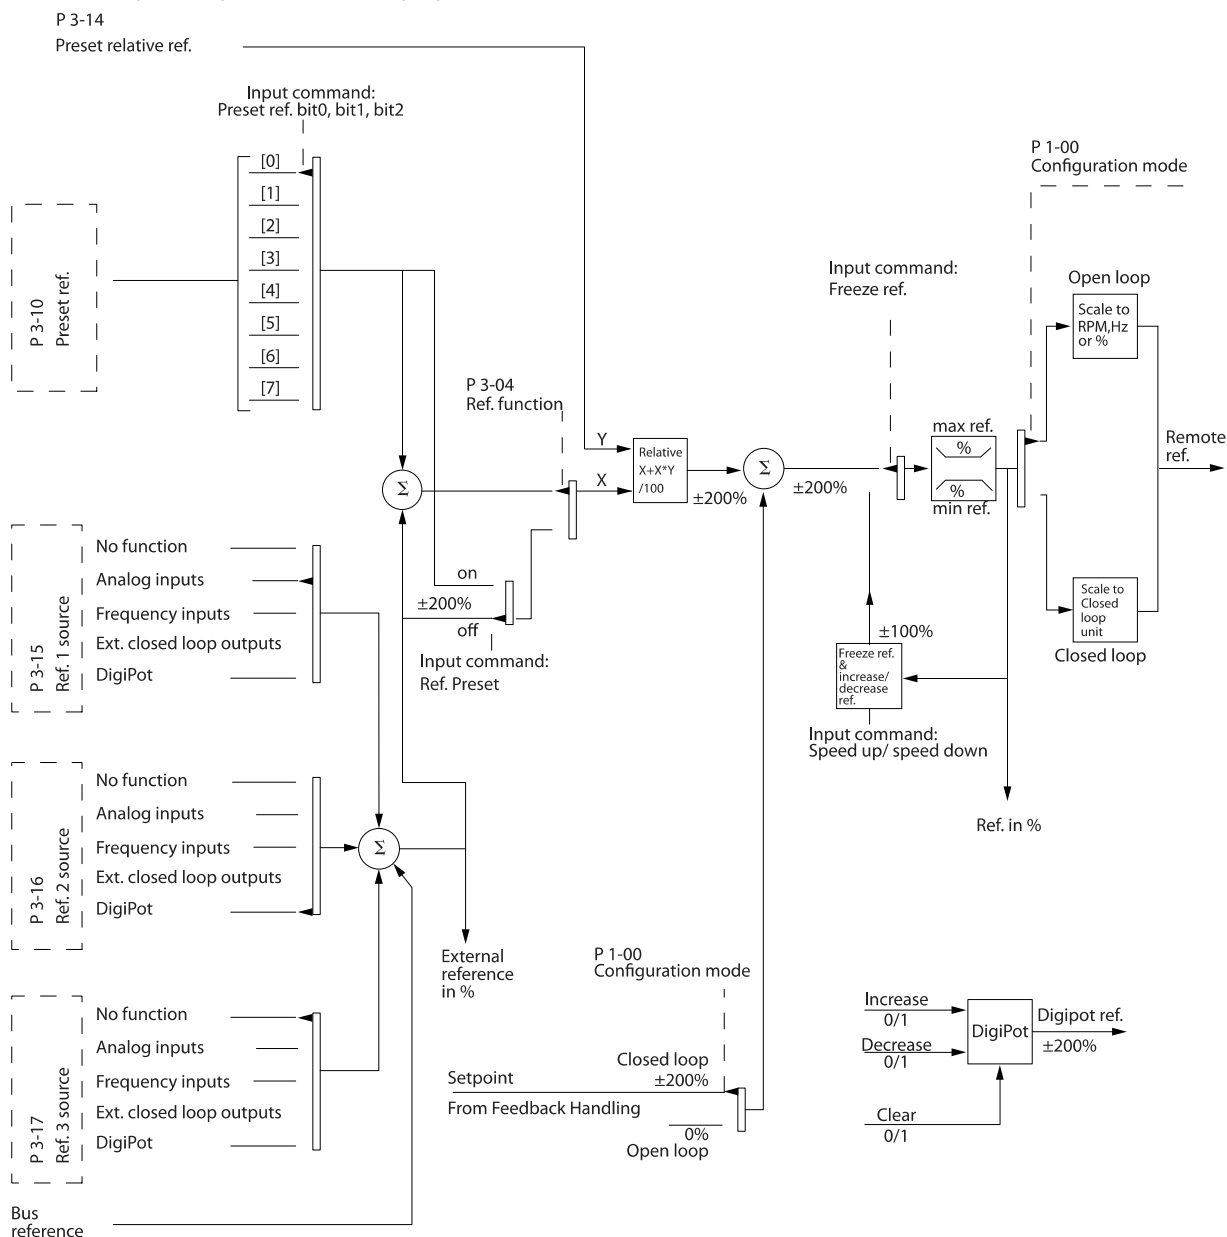 P 3-14
Preset relative ref.
Input command:
Preset ref. bit0, bit1, bit2
[0]
[1]
[2]
[3]
[4]
[5]
[6]
[7]
P 3-10
Preset ref.
P 1-00
Configuration mode
Input command:
Freeze ref.
Open loop
Scale to
RPM,Hz
or %
P 3-04
Ref. function
Y
X
Relative
X+X*Y
/100
±200%
Σ
±200%
max ref.
%
%
min ref.
Remote
ref.
Σ
on
±200%
off
Input command:
Ref. Preset
±100%
Freeze ref.
&
increase/
decrease
ref.
Input command:
Speed up/ speed down
Scale to
Closed
loop
unit
Closed loop
Ref. in %
P 3-15
Ref. 1 source
No function
Analog inputs
Frequency inputs
Ext. closed loop outputs
DigiPot
P 3-16
Ref. 2 source
No function
Analog inputs
Frequency inputs
Ext. closed loop outputs
DigiPot
Σ
External
reference
in %
P 3-17
Ref. 3 source
No function
Analog inputs
Frequency inputs
Ext. closed loop outputs
DigiPot
Bus
reference
P 1-00
Configuration mode
Closed loop
±200%
Setpoint
From Feedback Handling
0%
Open loop
Increase
0/1
Decrease
0/1
Clear
0/1
DigiPot
Digipot ref.
±200%